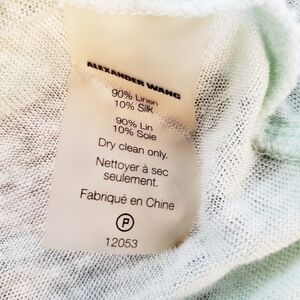 ALEXANDER WANG
90% Linen
10% Silk
90% Lin
10% Soie
Dry clean only.
Nettoyer à sec
seulement.
Fabriqué en Chine
P
12053